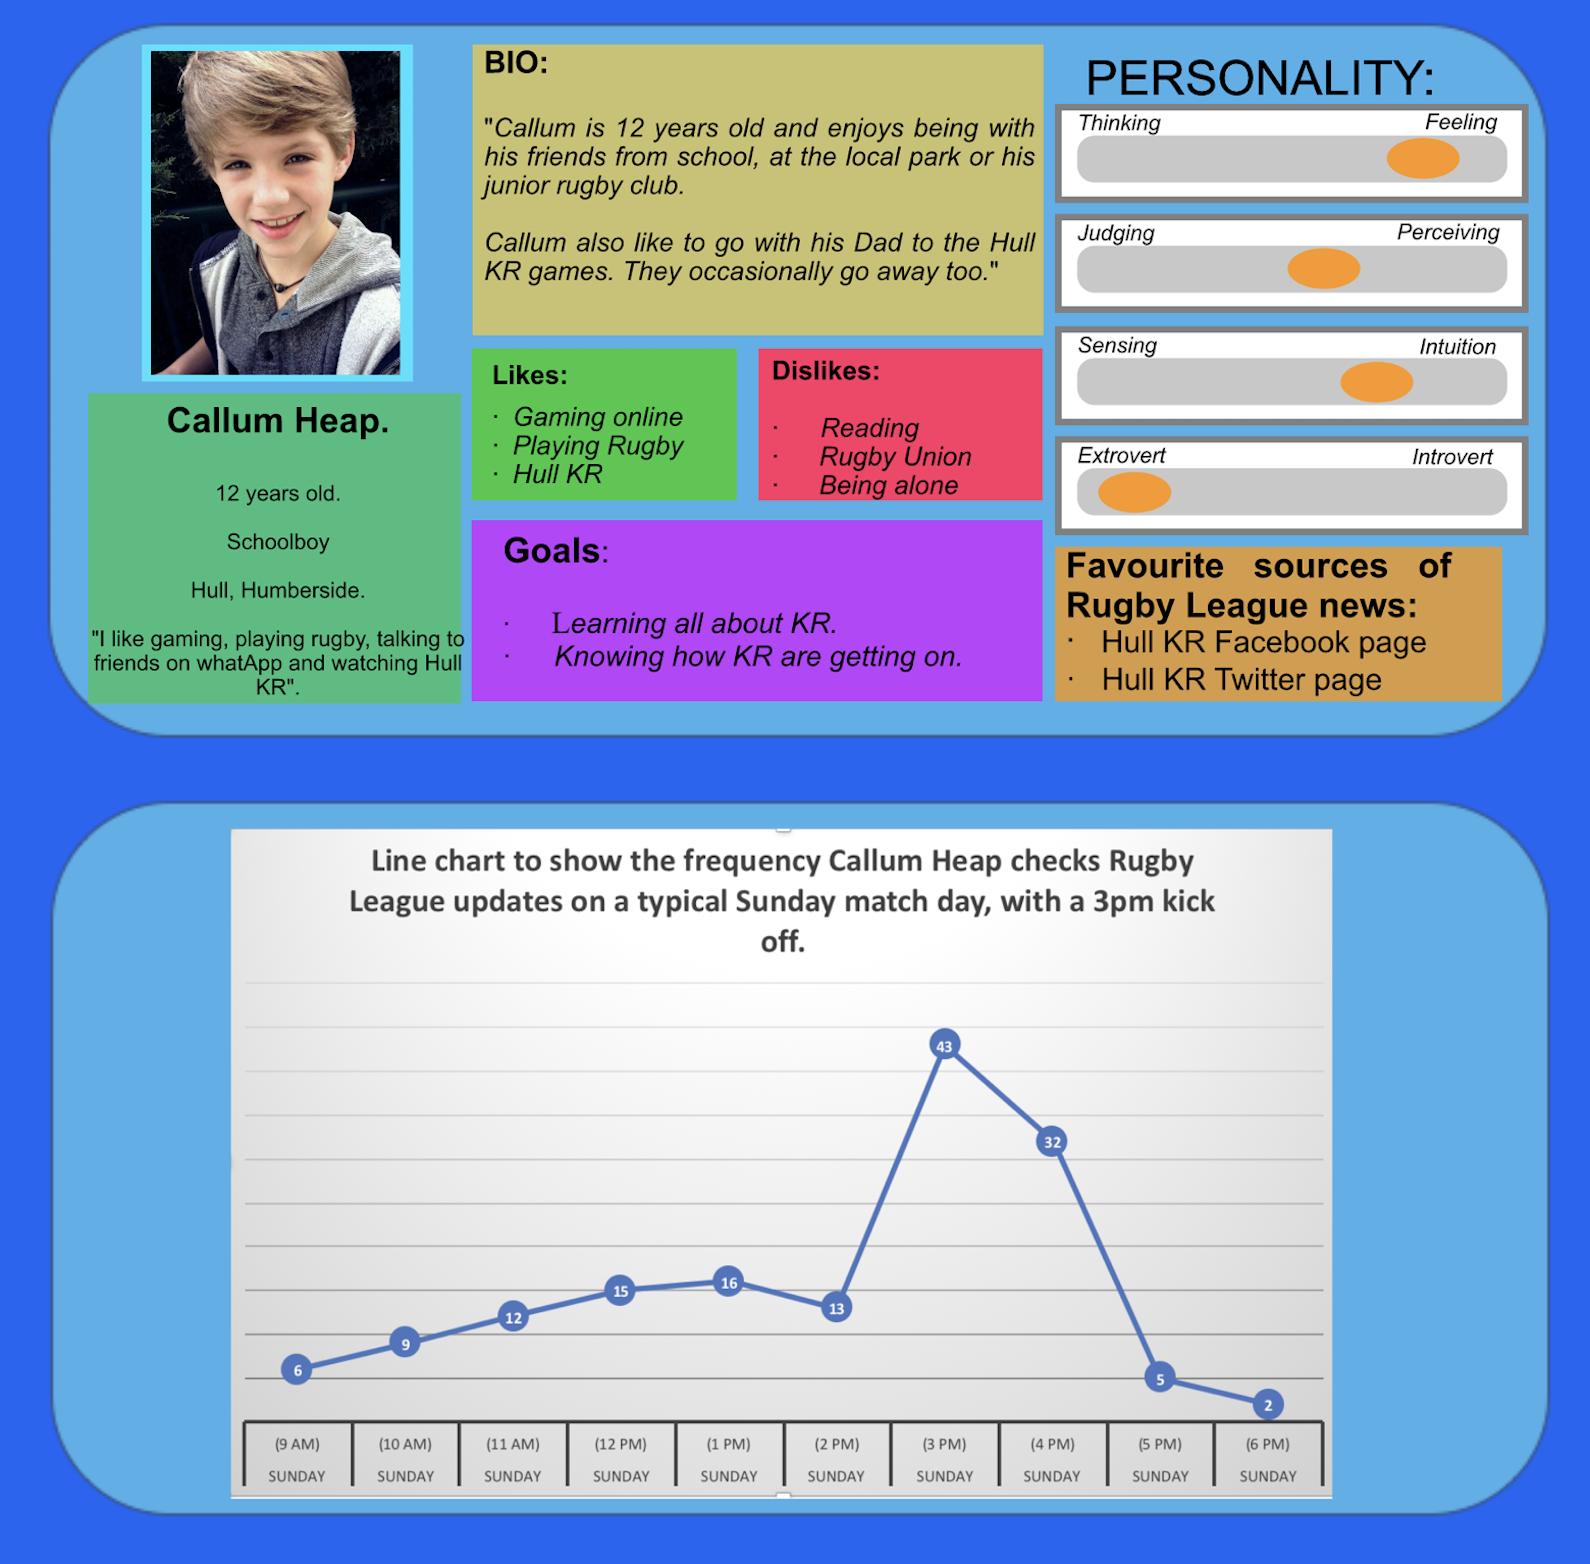 BIO:
"Callum is 12 years old and enjoys being with
his friends from school, at the local park or his
junior rugby club.
Callum also like to go with his Dad to the Hull
KR games. They occasionally go away too."
Callum Heap.
12 years old.
Schoolboy
Hull, Humberside.
"I like gaming, playing rugby, talking to
friends on whatApp and watching Hull
KR".
Likes:
· Gaming online
· Playing Rugby
· Hull KR
Dislikes:
· Reading
· Rugby Union
· Being alone
Goals:
· Learning all about KR.
· Knowing how KR are getting on.
PERSONALITY:
Thinking Feeling
Judging Perceiving
Sensing Intuition
Extrovert Introvert
Favourite sources of
Rugby League news:
· Hull KR Facebook page
· Hull KR Twitter page
Line chart to show the frequency Callum Heap checks Rugby
League updates on a typical Sunday match day, with a 3pm kick
off.
6 9 12 15 16 13 43 32 5 2
(9 AM) (10 AM) (11 AM) (12 PM) (1 PM) (2 PM) (3 PM) (4 PM) (5 PM) (6 PM)
SUNDAY SUNDAY SUNDAY SUNDAY SUNDAY SUNDAY SUNDAY SUNDAY SUNDAY SUNDAY